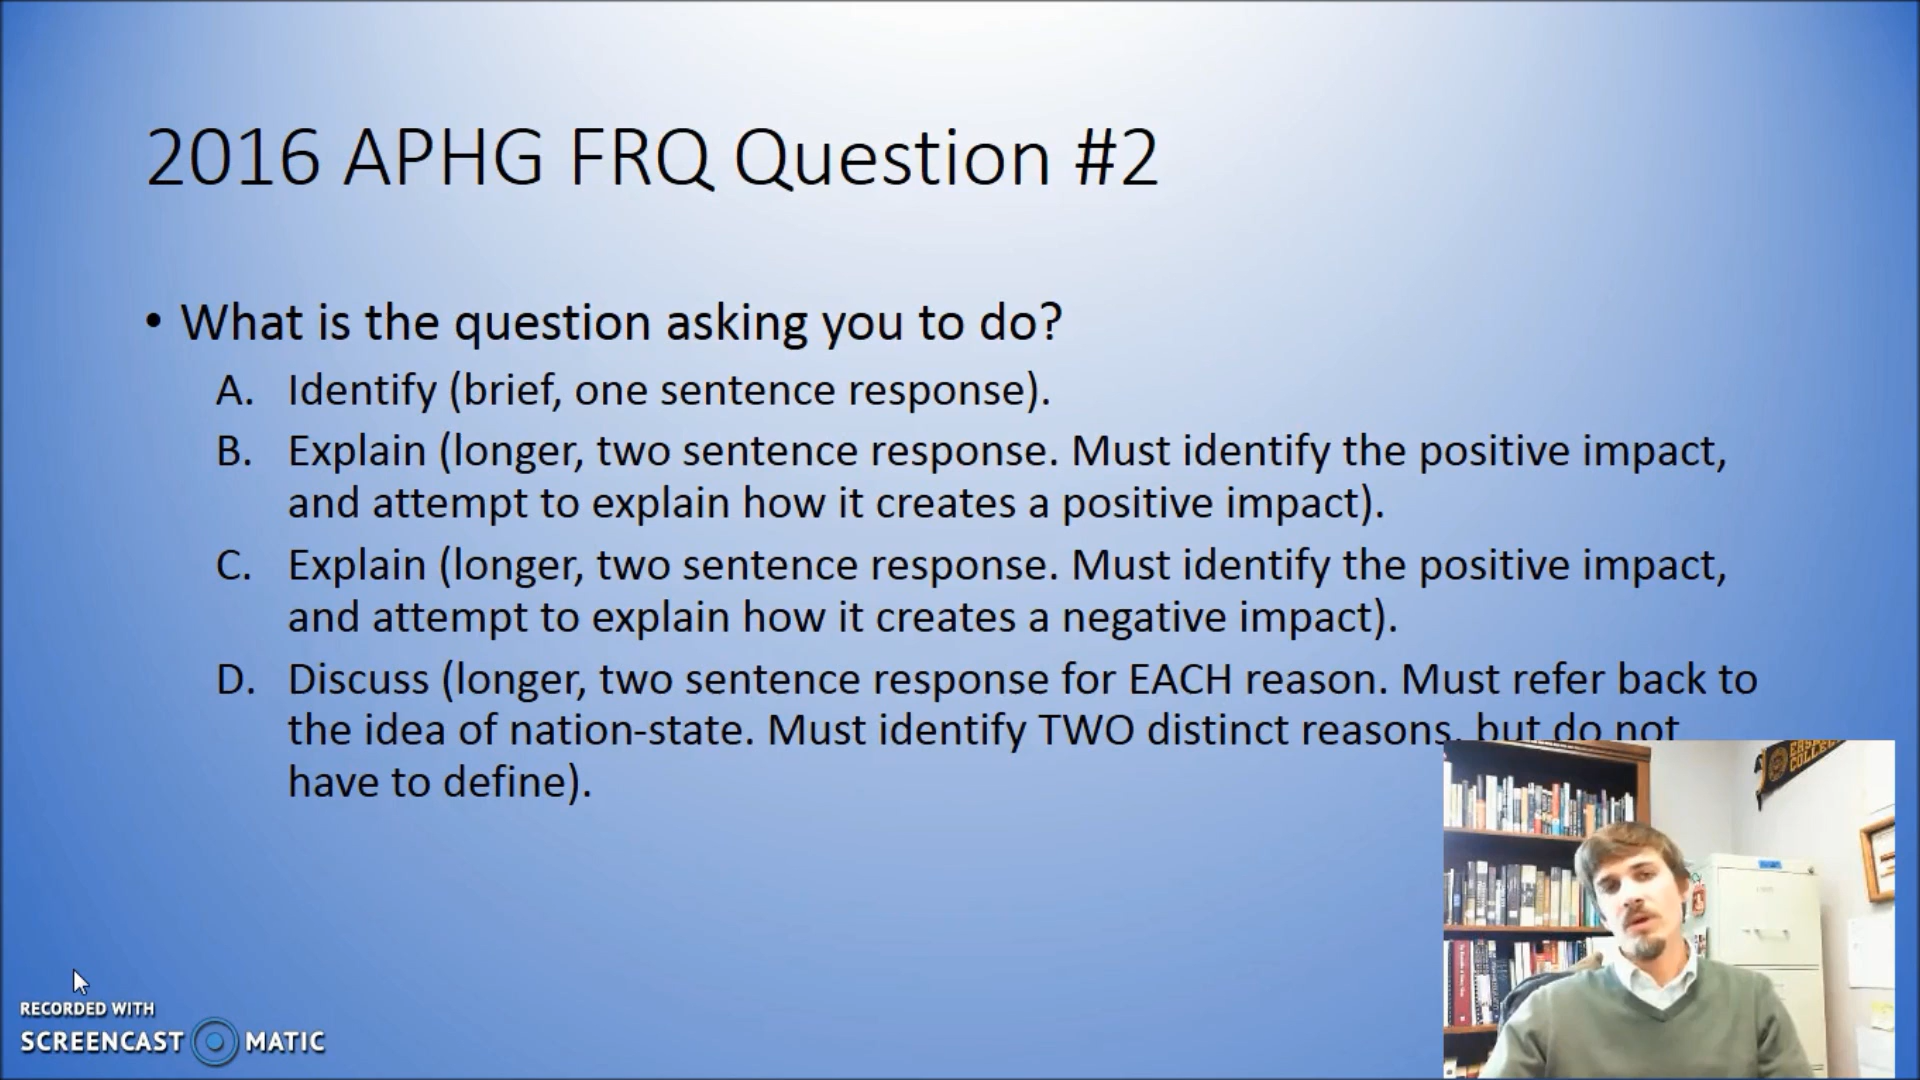 2016 APHG FRQ Question #2
• What is the question asking you to do?
A. Identify (brief, one sentence response).
B. Explain (longer, two sentence response. Must identify the positive impact,
and attempt to explain how it creates a positive impact).
C. Explain (longer, two sentence response. Must identify the positive impact,
and attempt to explain how it creates a negative impact).
D. Discuss (longer, two sentence response for EACH reason. Must refer back to
the idea of nation-state. Must identify TWO distinct reasons, but do not
have to define).
RECORDED WITH
SCREENCAST MATIC